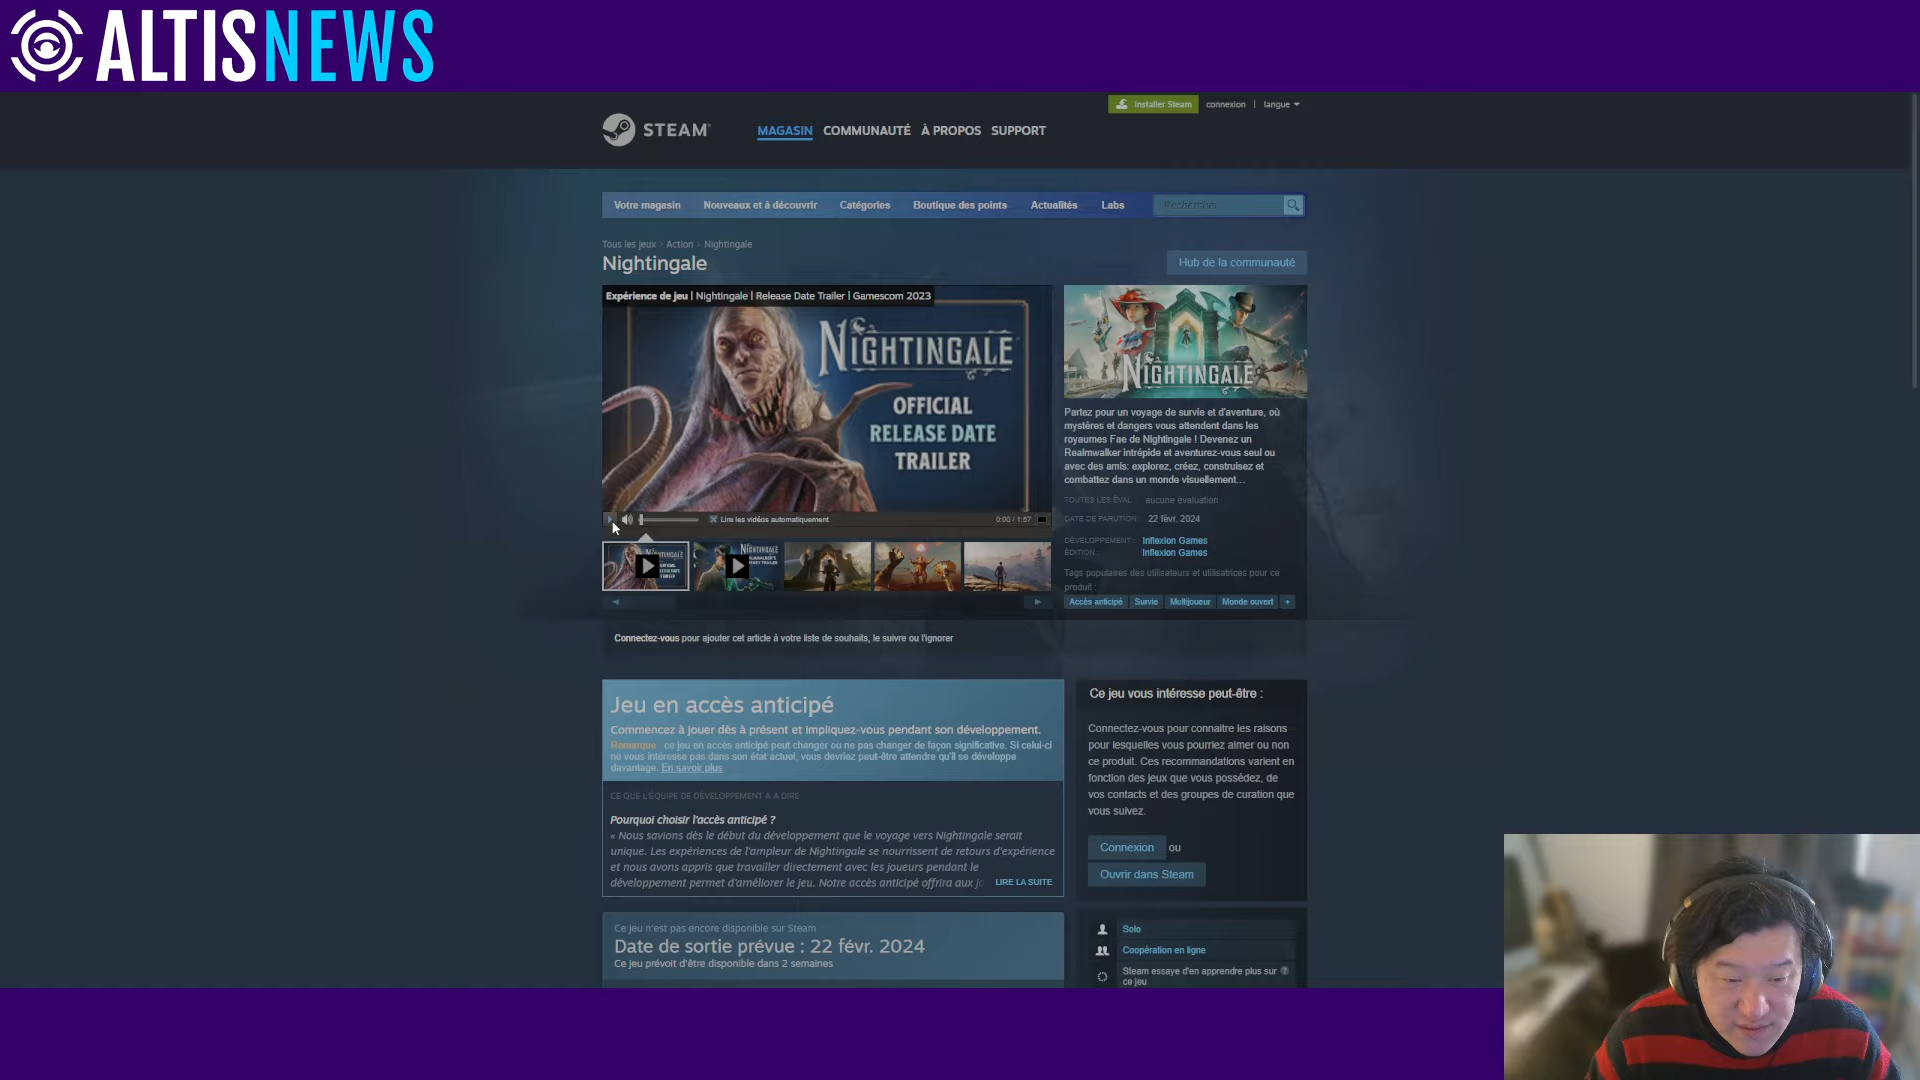 ALTISNEWS
Installer Steam connexion | langue
STEAM®
MAGASIN COMMUNAUTÉ À PROPOS SUPPORT
Votre magasin Nouveaux et à découvrir Catégories Boutique des points Actualités Labs Rechercher
Tous les jeux > Action > Nightingale
Nightingale
Hub de la communauté
Expérience de jeu | Nightingale | Release Date Trailer | Gamescom 2023
NIGHTINGALE
OFFICIAL
RELEASE DATE
TRAILER
NIGHTINGALE
Partez pour un voyage de survie et d'aventure, où
mystères et dangers vous attendent dans les
royaumes Fae de Nightingale ! Devenez un
Realmwalker intrépide et aventurez-vous seul ou
avec des amis: explorez, créez, construisez et
combattez dans un monde visuellement...
TOUTES LES ÉVAL. : aucune évaluation
DATE DE PARUTION : 22 févr. 2024
DÉVELOPPEMENT : Inflexion Games
ÉDITION : Inflexion Games
Tags populaires des utilisateurs et utilisatrices pour ce
produit :
Accès anticipé Survie Multijoueur Monde ouvert +
Lire les vidéos automatiquement 0:00 / 1:57
Connectez-vous pour ajouter cet article à votre liste de souhaits, le suivre ou l'ignorer
Jeu en accès anticipé
Commencez à jouer dès à présent et impliquez-vous pendant son développement.
Remarque : ce jeu en accès anticipé peut changer ou ne pas changer de façon significative. Si celui-ci
ne vous intéresse pas dans son état actuel, vous devriez peut-être attendre qu'il se développe
davantage. En savoir plus
CE QUE L'ÉQUIPE DE DÉVELOPPEMENT A À DIRE
Pourquoi choisir l'accès anticipé ?
« Nous savions dès le début du développement que le voyage vers Nightingale serait
unique. Les expériences de l'ampleur de Nightingale se nourrissent de retours d'expérience
et nous avons appris que travailler directement avec les joueurs pendant le
développement permet d'améliorer le jeu. Notre accès anticipé offrira aux jo
LIRE LA SUITE
Ce jeu n'est pas encore disponible sur Steam
Date de sortie prévue : 22 févr. 2024
Ce jeu prévoit d'être disponible dans 2 semaines
Ce jeu vous intéresse peut-être :
Connectez-vous pour connaitre les raisons
pour lesquelles vous pourriez aimer ou non
ce produit. Ces recommandations varient en
fonction des jeux que vous possédez, de
vos contacts et des groupes de curation que
vous suivez.
Connexion ou
Ouvrir dans Steam
Solo
Coopération en ligne
Steam essaye d'en apprendre plus sur
ce jeu